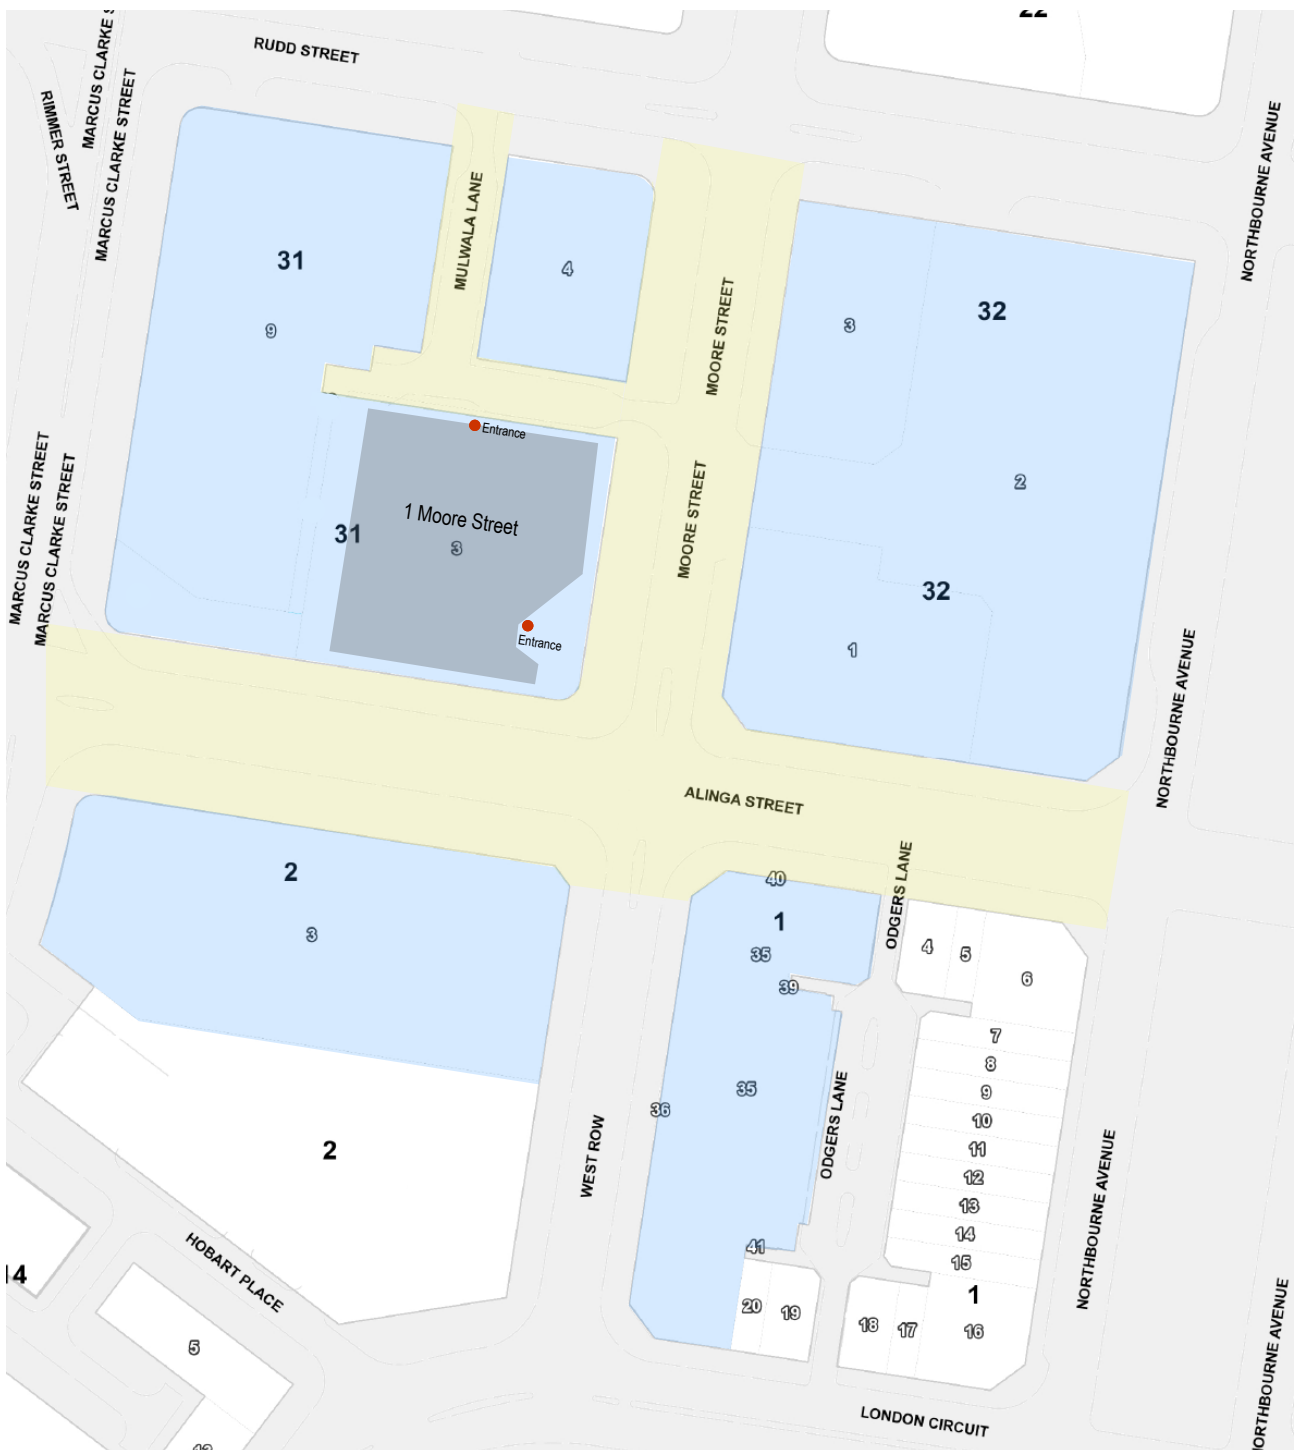 22
MARCUS CLARKE S
RUDD STREET
MARCUS CLARKE STREET
RIMMER STREET
NORTHBOURNE AVENUE
MULWALA LANE
31
4
9
MOORE STREET
3
32
Entrance
MARCUS CLARKE STREET
MARCUS CLARKE STREET
1 Moore Street
31
3
MOORE STREET
2
32
1
Entrance
NORTHBOURNE AVENUE
ALINGA STREET
2
3
40
1
35
39
ODGERS LANE
4
5
6
7
8
9
10
11
12
13
14
15
1
16
17
18
35
36
ODGERS LANE
41
20
19
2
WEST ROW
NORTHBOURNE AVENUE
HOBART PLACE
14
5
LONDON CIRCUIT
NORTHBOURNE AVENUE